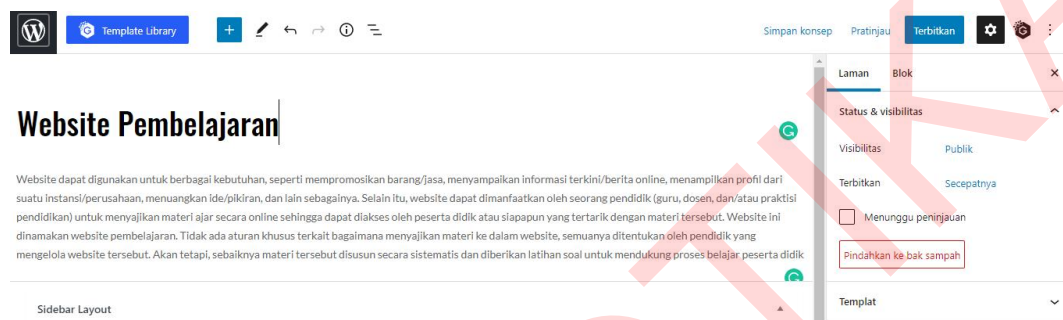 Template Library
Simpan konsep Pratinjau Terbitkan
Laman Blok
Website Pembelajaran
Status & visibilitas
Visibilitas Publik
Terbitkan Secepatnya
Menunggu peninjauan
Pindahkan ke bak sampah
Templat
Website dapat digunakan untuk berbagai kebutuhan, seperti mempromosikan barang/jasa, menyampaikan informasi terkini/berita online, menampilkan profil dari
suatu instansi/perusahaan, menuangkan ide/pikiran, dan lain sebagainya. Selain itu, website dapat dimanfaatkan oleh seorang pendidik (guru, dosen, dan/atau praktisi
pendidikan) untuk menyajikan materi ajar secara online sehingga dapat diakses oleh peserta didik atau siapapun yang tertarik dengan materi tersebut. Website ini
dinamakan website pembelajaran. Tidak ada aturan khusus terkait bagaimana menyajikan materi ke dalam website, semuanya ditentukan oleh pendidik yang
mengelola website tersebut. Akan tetapi, sebaiknya materi tersebut disusun secara sistematis dan diberikan latihan soal untuk mendukung proses belajar peserta didik
Sidebar Layout